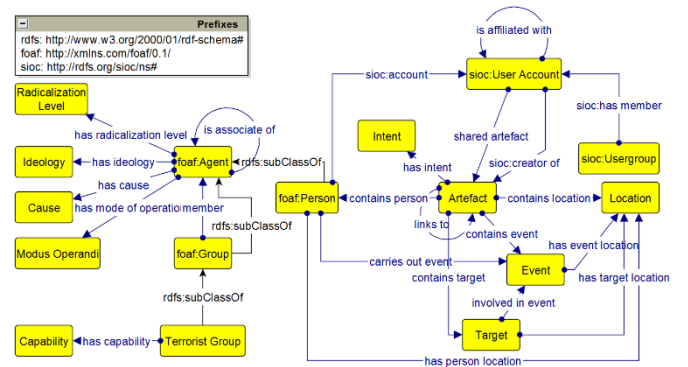 Prefixes
rdfs: http://www.w3.org/2000/01/rdf-schema#
foaf: http://xmlns.com/foaf/0.1/
sioc: http://rdfs.org/sioc/ns#
is affiliated with
sioc:User Account
sioc:account
sioc:has member
Radicalization
Level
has radicalization level
is associate of
Intent
shared artefact
sioc:Usergroup
Ideology
has ideology
foaf:Agent
rdfs:subClassOf
has intent
sioc:creator of
has cause
Cause
has mode of operation
member
foaf:Person
contains person
Artefact
contains location
Location
links to
rdfs:subClassOf
contains event
Modus Operandi
foaf:Group
has event location
carries out event
Event
contains target
has target location
rdfs:subClassOf
involved in event
Capability
has capability
Terrorist Group
Target
has person location